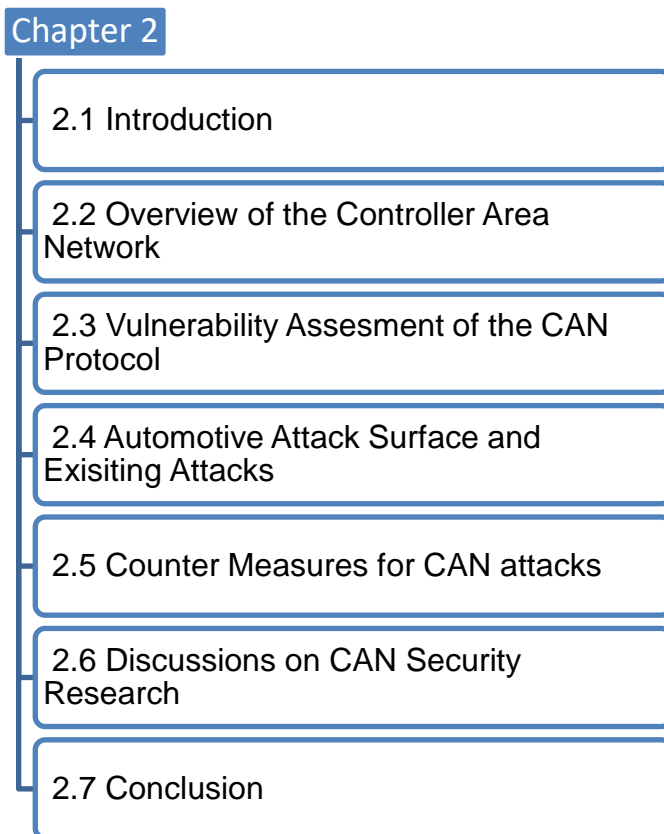 Chapter 2
2.1 Introduction
2.2 Overview of the Controller Area
Network
2.3 Vulnerability Assesment of the CAN
Protocol
2.4 Automotive Attack Surface and
Exisiting Attacks
2.5 Counter Measures for CAN attacks
2.6 Discussions on CAN Security
Research
2.7 Conclusion